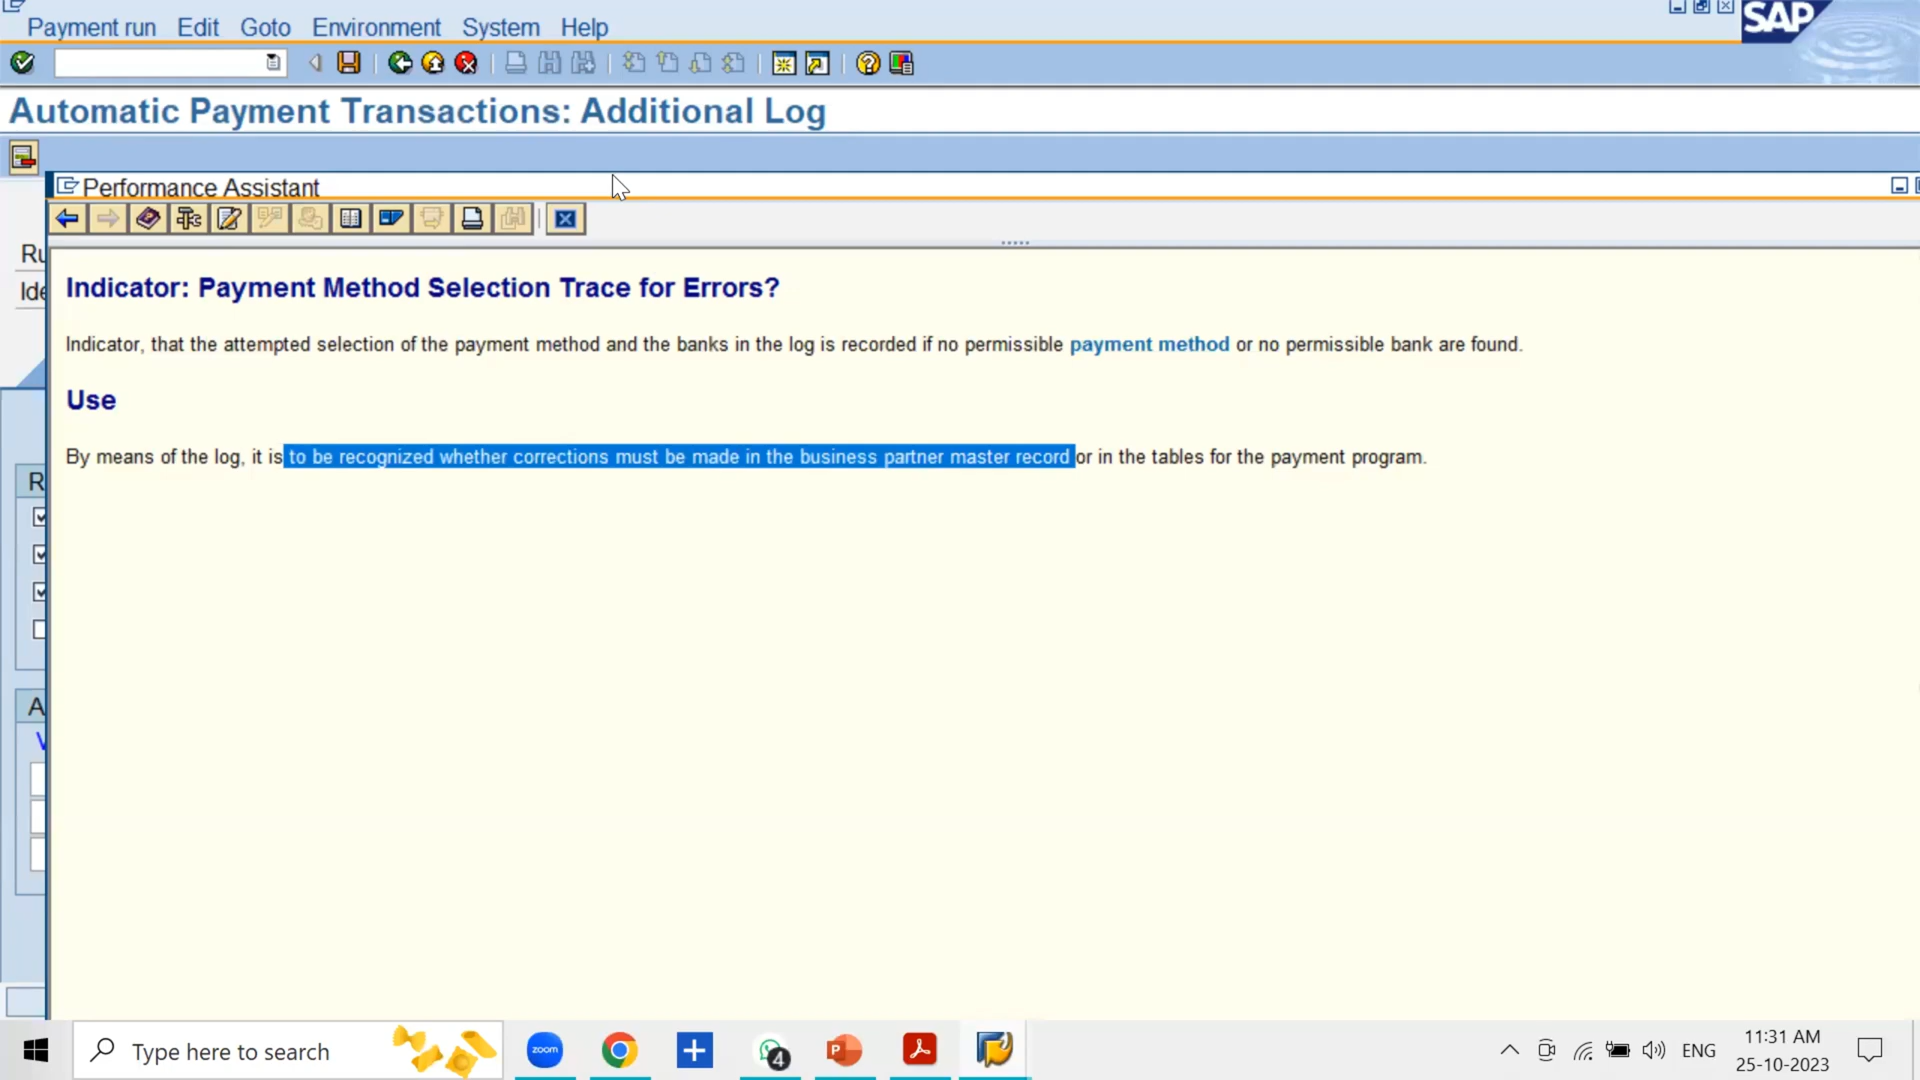 Payment run Edit Goto Environment System Help
SAP
Automatic Payment Transactions: Additional Log
Performance Assistant
Ru
Ide
Indicator: Payment Method Selection Trace for Errors?
Indicator, that the attempted selection of the payment method and the banks in the log is recorded if no permissible payment method or no permissible bank are found.
Use
By means of the log, it is to be recognized whether corrections must be made in the business partner master record or in the tables for the payment program.
R
A
V
Type here to search
zoom
4
P
ENG
11:31 AM
25-10-2023